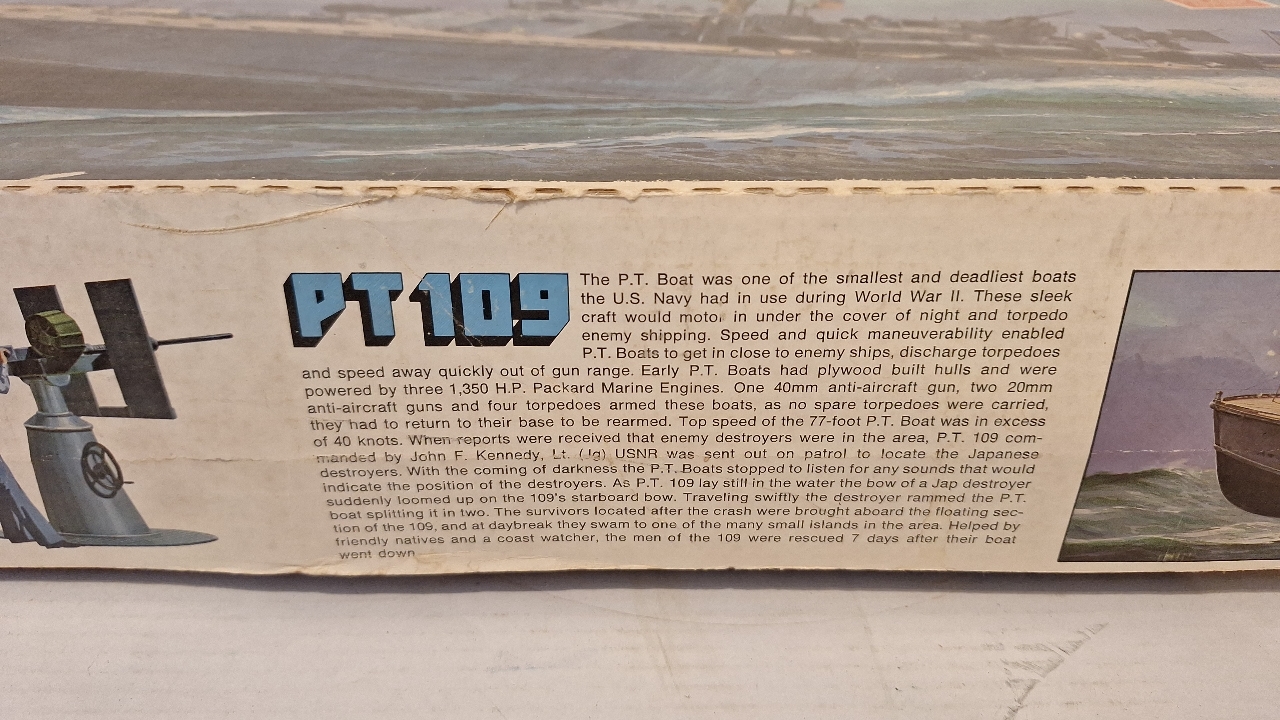 PT 109
The P.T. Boat was one of the smallest and deadliest boats
the U.S. Navy had in use during World War II. These sleek
craft would motor in under the cover of night and torpedo
enemy shipping. Speed and quick maneuverability enabled
P.T. Boats to get in close to enemy ships, discharge torpedoes
and speed away quickly out of gun range. Early P.T. Boats had plywood built hulls and were
powered by three 1,350 H.P. Packard Marine Engines. One 40mm anti-aircraft gun, two 20mm
anti-aircraft guns and four torpedoes armed these boats, as no spare torpedoes were carried,
they had to return to their base to be rearmed. Top speed of the 77-foot P.T. Boat was in excess
of 40 knots. When reports were received that enemy destroyers were in the area, P.T. 109 com-
manded by John F. Kennedy, Lt. (Jg) USNR was sent out on patrol to locate the Japanese
destroyers. With the coming of darkness the P.T. Boats stopped to listen for any sounds that would
indicate the position of the destroyers. As P.T. 109 lay still in the water the bow of a Jap destroyer
suddenly loomed up on the 109's starboard bow. Traveling swiftly the destroyer rammed the P.T.
boat splitting it in two. The survivors located after the crash were brought aboard the floating sec-
tion of the 109, and at daybreak they swam to one of the many small islands in the area. Helped by
friendly natives and a coast watcher, the men of the 109 were rescued 7 days after their boat
went down